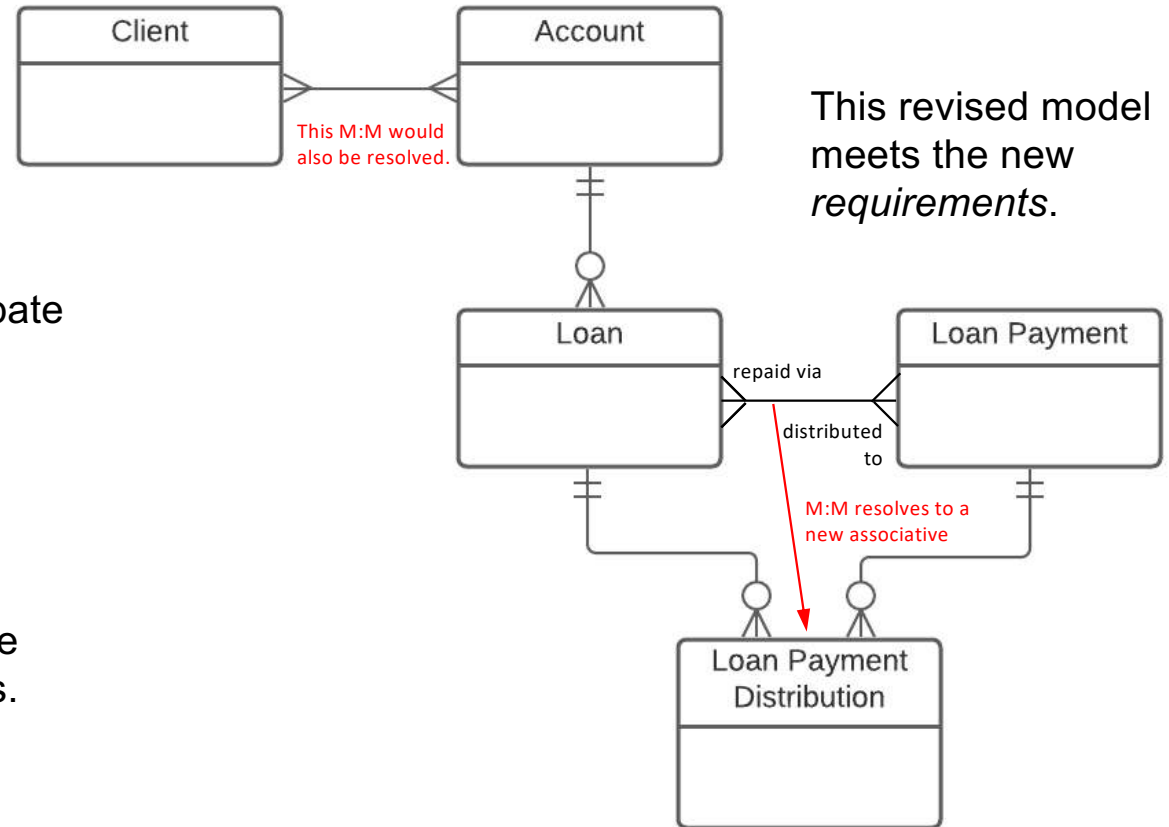 Client
Account
This M:M would
also be resolved.
This revised model
meets the new
requirements.
Loan
Loan Payment
repaid via
distributed
to
M:M resolves to a
new associative
Loan Payment
Distribution